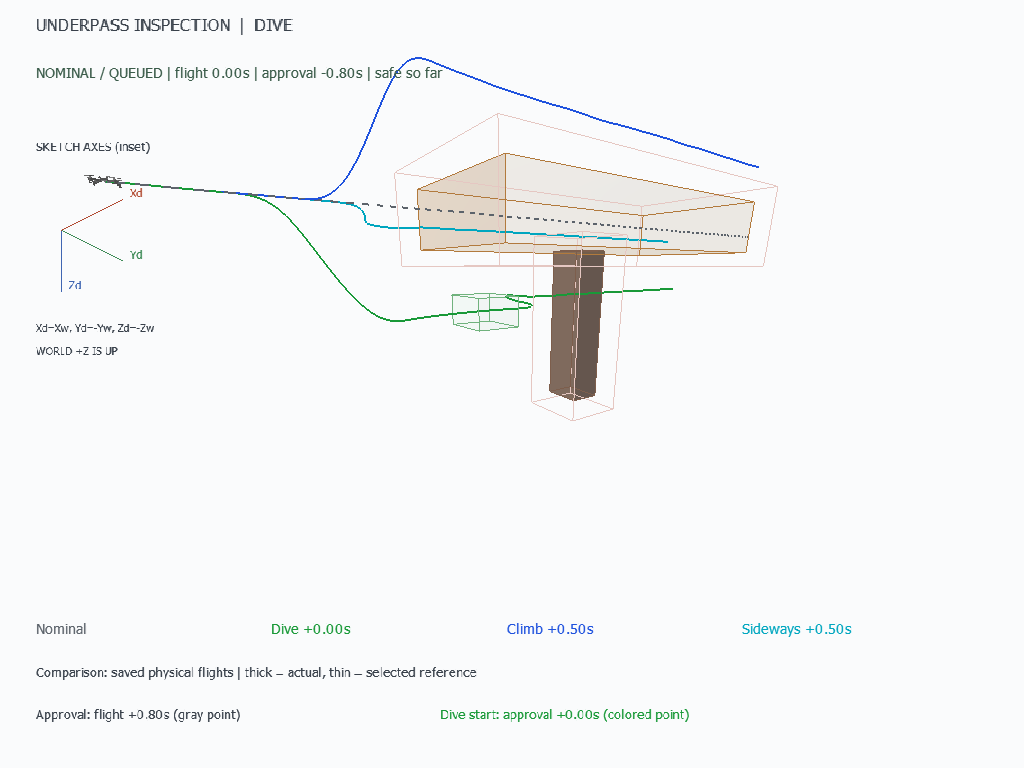 UNDERPASS INSPECTION | DIVE
NOMINAL / QUEUED | flight 0.00s | approval -0.80s | safe so far
SKETCH AXES (inset)
Xd
Yd
Zd
Xd=Xw, Yd=-Yw, Zd=-Zw
WORLD +Z IS UP
Nominal
Dive +0.00s
Climb +0.50s
Sideways +0.50s
Comparison: saved physical flights | thick = actual, thin = selected reference
Approval: flight +0.80s (gray point)
Dive start: approval +0.00s (colored point)